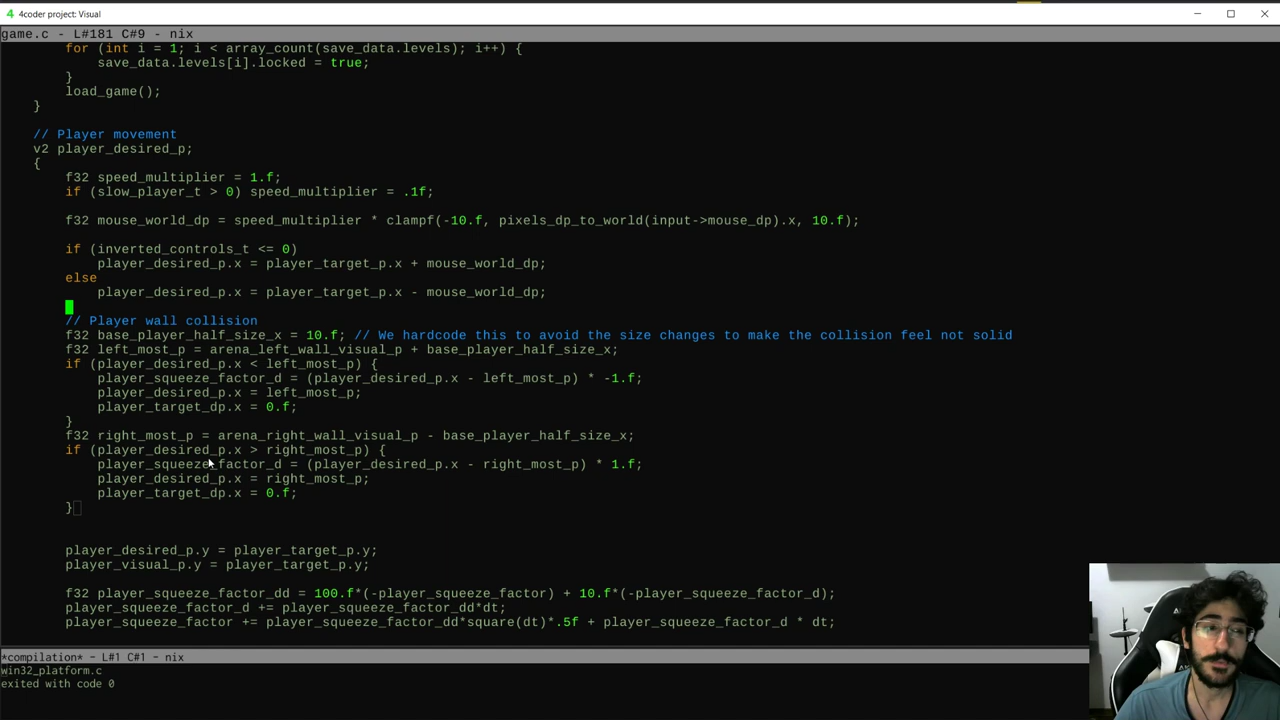 4 4coder project: Visual
game.c - L#181 C#9 - nix
for (int i = 1; i < array_count(save_data.levels); i++) {
save_data.levels[i].locked = true;
}
load_game();
}
// Player movement
v2 player_desired_p;
{
f32 speed_multiplier = 1.f;
if (slow_player_t > 0) speed_multiplier = .1f;
f32 mouse_world_dp = speed_multiplier * clampf(-10.f, pixels_dp_to_world(input->mouse_dp).x, 10.f);
if (inverted_controls_t <= 0)
player_desired_p.x = player_target_p.x + mouse_world_dp;
else
player_desired_p.x = player_target_p.x - mouse_world_dp;
// Player wall collision
f32 base_player_half_size_x = 10.f; // We hardcode this to avoid the size changes to make the collision feel not solid
f32 left_most_p = arena_left_wall_visual_p + base_player_half_size_x;
if (player_desired_p.x < left_most_p) {
player_squeeze_factor_d = (player_desired_p.x - left_most_p) * -1.f;
player_desired_p.x = left_most_p;
player_target_dp.x = 0.f;
}
f32 right_most_p = arena_right_wall_visual_p - base_player_half_size_x;
if (player_desired_p.x > right_most_p) {
player_squeeze_factor_d = (player_desired_p.x - right_most_p) * 1.f;
player_desired_p.x = right_most_p;
player_target_dp.x = 0.f;
}
player_desired_p.y = player_target_p.y;
player_visual_p.y = player_target_p.y;
f32 player_squeeze_factor_dd = 100.f*(-player_squeeze_factor) + 10.f*(-player_squeeze_factor_d);
player_squeeze_factor_d += player_squeeze_factor_dd*dt;
player_squeeze_factor += player_squeeze_factor_dd*square(dt)*.5f + player_squeeze_factor_d * dt;
*compilation* - L#1 C#1 - nix
win32_platform.c
exited with code 0